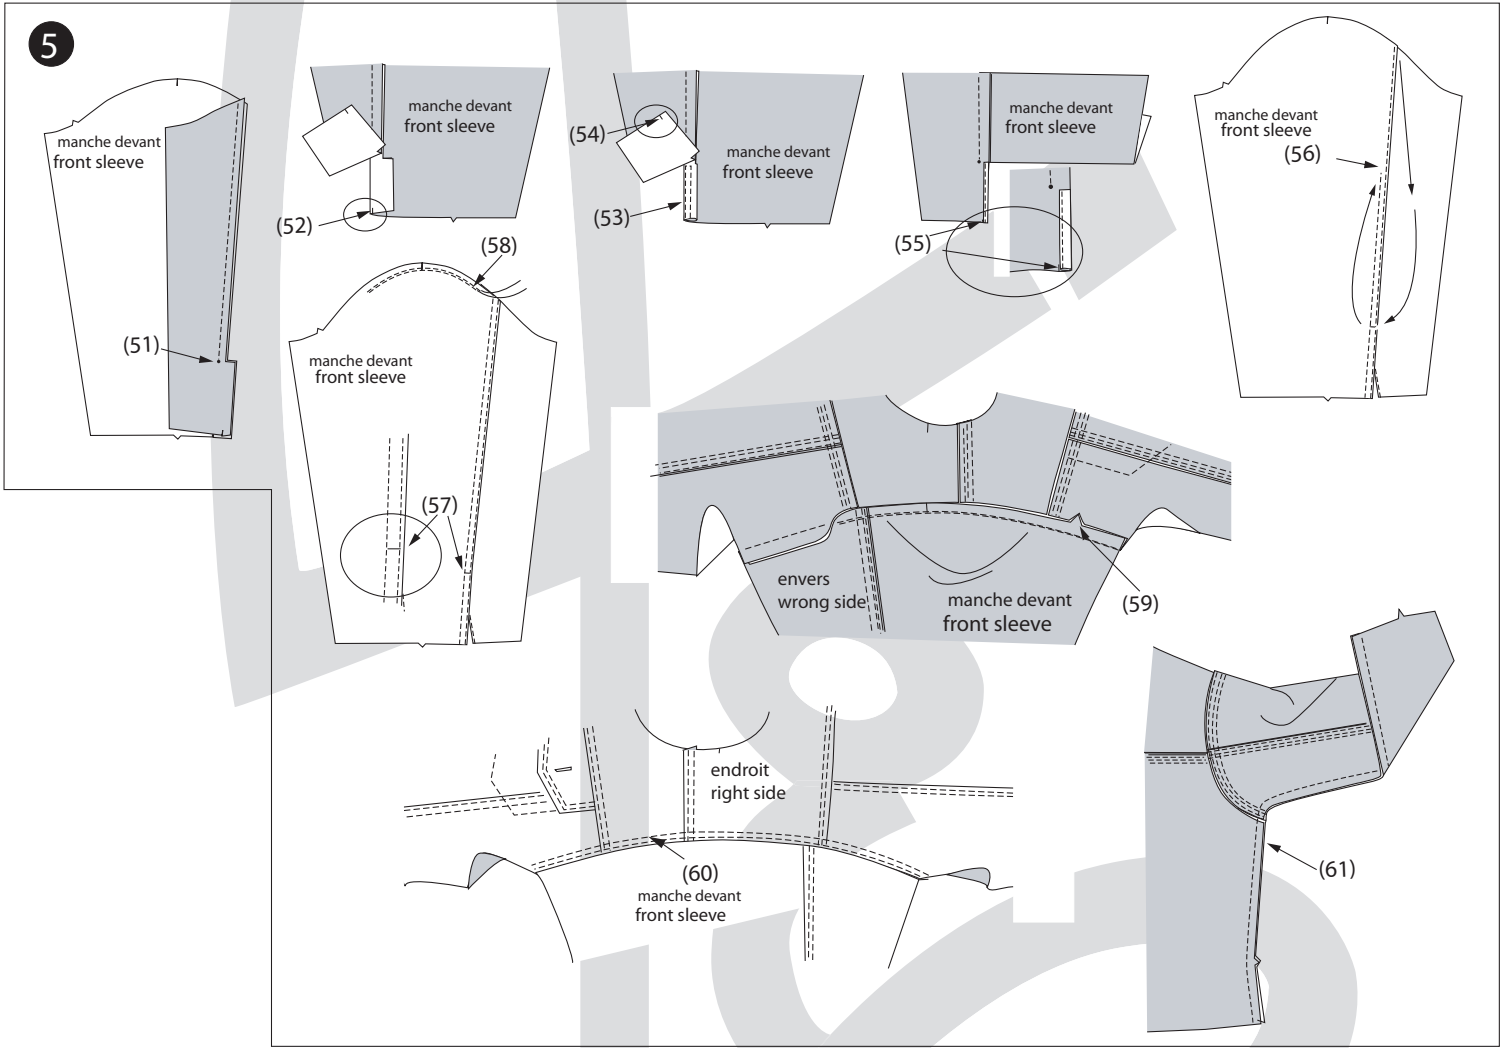 5
manche devant
front sleeve
(51)
manche devant
front sleeve
(52)
(54)
manche devant
front sleeve
(53)
manche devant
front sleeve
(55)
manche devant
front sleeve
(56)
(58)
manche devant
front sleeve
(57)
envers
wrong side
manche devant
front sleeve
(59)
endroit
right side
(60)
manche devant
front sleeve
(61)